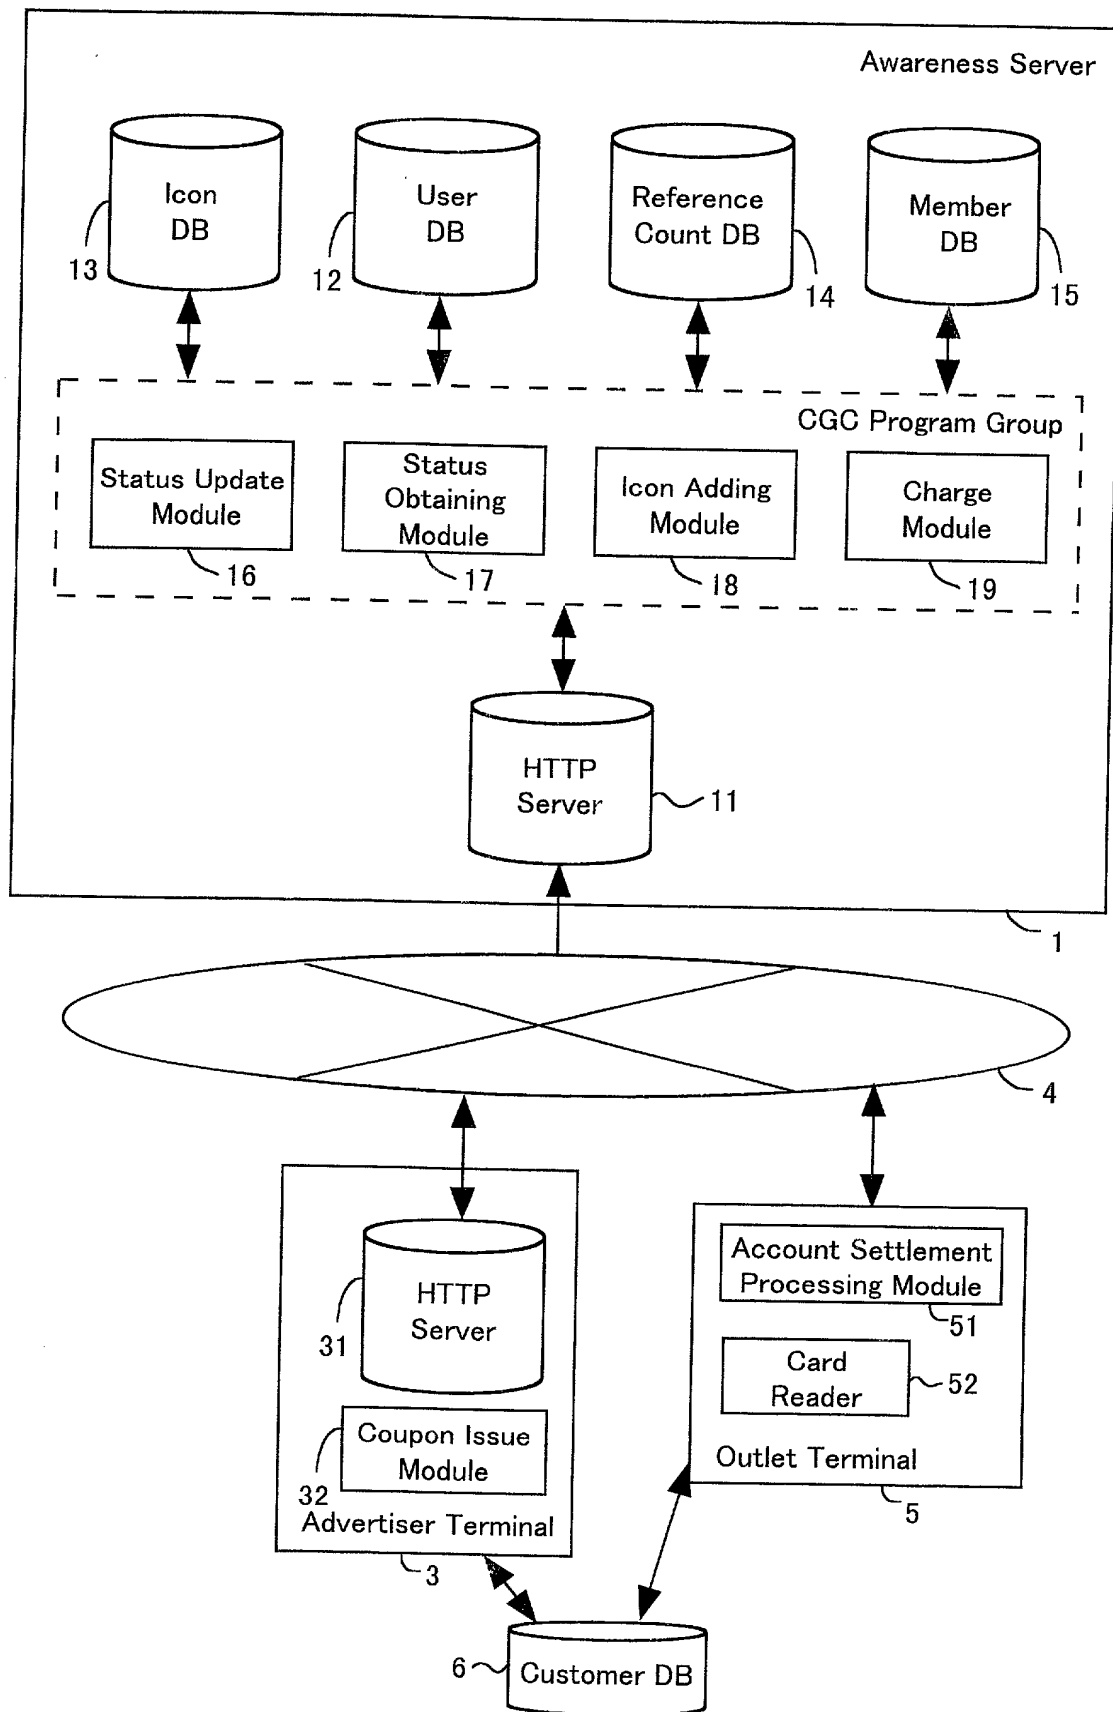 Awareness Server
Icon
DB
User
DB
Reference
Count DB
Member
DB
13
12
14
15
CGC Program Group
Status Update
Module
Status
Obtaining
Module
Icon Adding
Module
Charge
Module
16
17
18
19
HTTP
Server
11
1
4
31
HTTP
Server
Account Settlement
Processing Module
51
Card
Reader
52
32
Coupon Issue
Module
Outlet Terminal
5
Advertiser Terminal
3
6
Customer DB